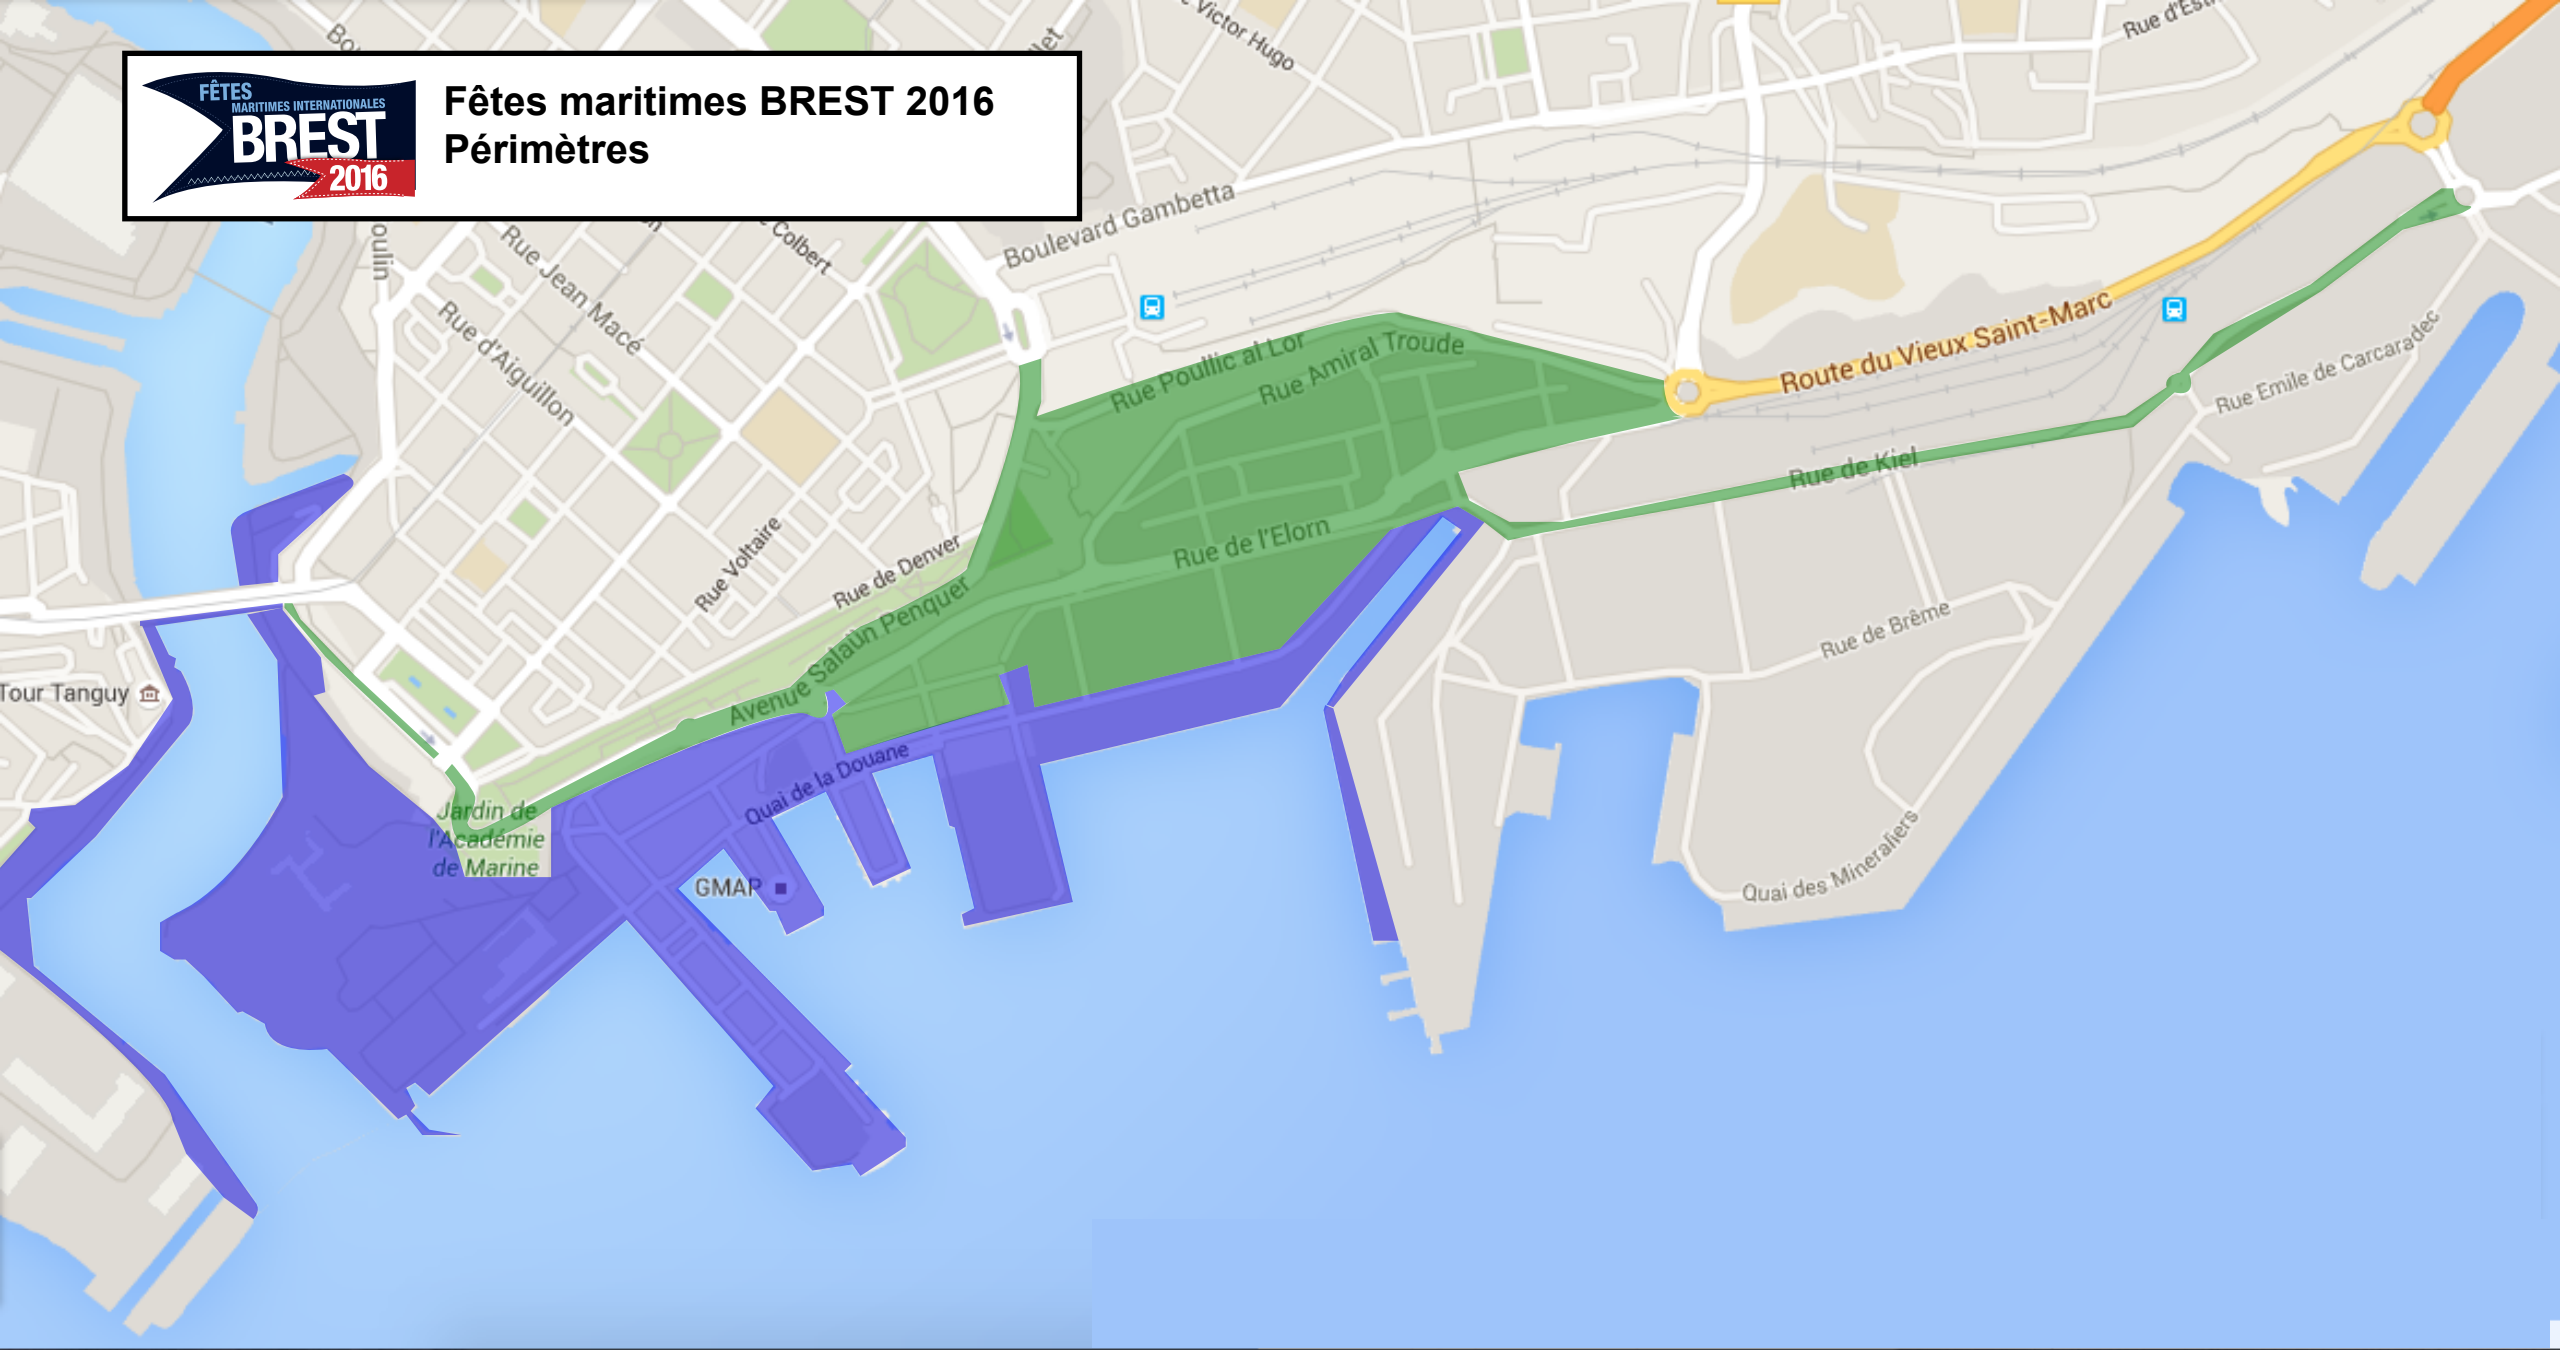 FÊTES
MARITIMES INTERNATIONALES
BREST
2016
Fêtes maritimes BREST 2016
Périmètres
Victor Hugo
Boulevard Gambetta
Colbert
Rue Jean Macé
Rue d'Aiguillon
Rue Voltaire
Rue de Denver
Avenue Salaün Penquer
Rue Poullic al Lor
Rue Amiral Troude
Rue de l'Elorn
Route du Vieux Saint-Marc
Rue de Kiel
Rue Emile de Carcaradec
Rue de Brême
Quai des Mineraliers
Quai de la Douane
GMAP
Jardin de
l'Académie
de Marine
Tour Tanguy